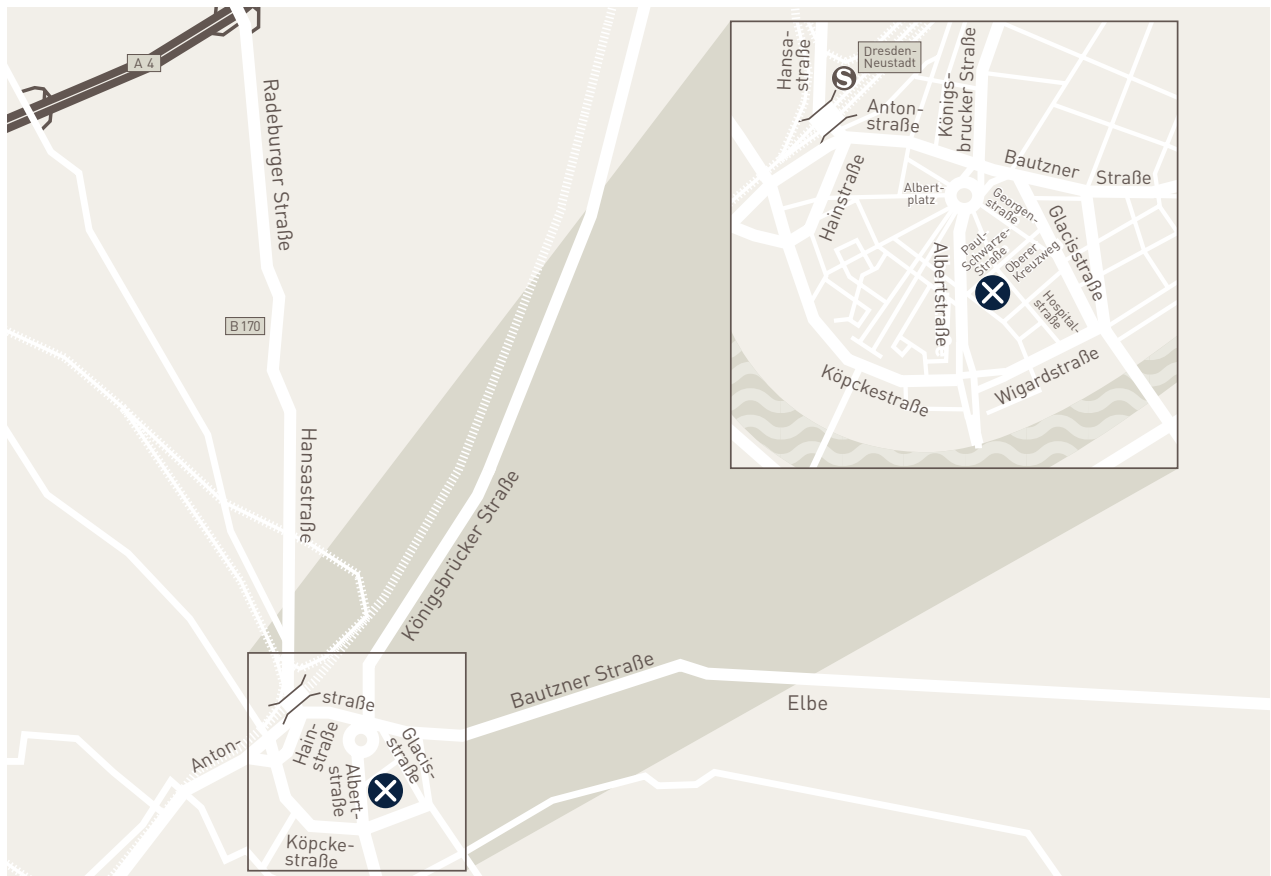 A 4
Radeburger Straße
B 170
Hansastraße
Königsbrücker Straße
Bautzner Straße
Elbe
Anton-
straße
Hain-
straße
Albert-
straße
Glacis-
straße
Köpcke-
straße
Hansa-
straße
S
Dresden-
Neustadt
Anton-
straße
Königs-
brucker Straße
Bautzner
Straße
Albert-
platz
Hainstraße
Georgen-
straße
Paul-
Schwarze-
Straße
Oberer
Kreuzweg
Glacisstraße
Albertstraße
Hospital-
straße
Köpckestraße
Wigardstraße